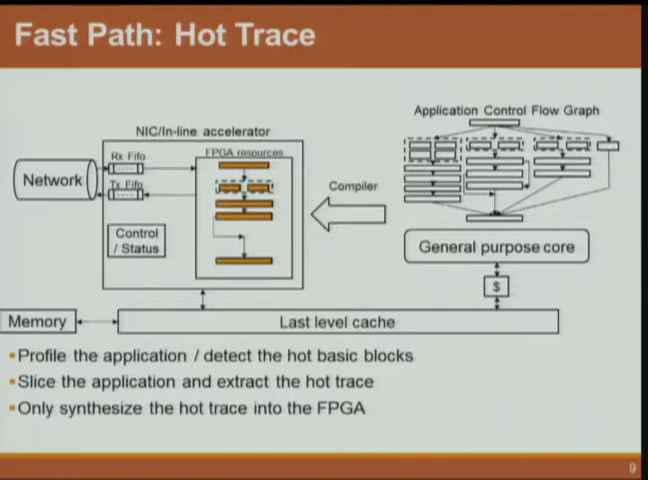 Fast Path: Hot Trace
Application Control Flow Graph
NIC/In-line accelerator
Rx Fifo
FPGA resources
Network
Tx Fifo
Compiler
Control
/ Status
General purpose core
$
Memory
Last level cache
▪Profile the application / detect the hot basic blocks
▪Slice the application and extract the hot trace
▪Only synthesize the hot trace into the FPGA
9